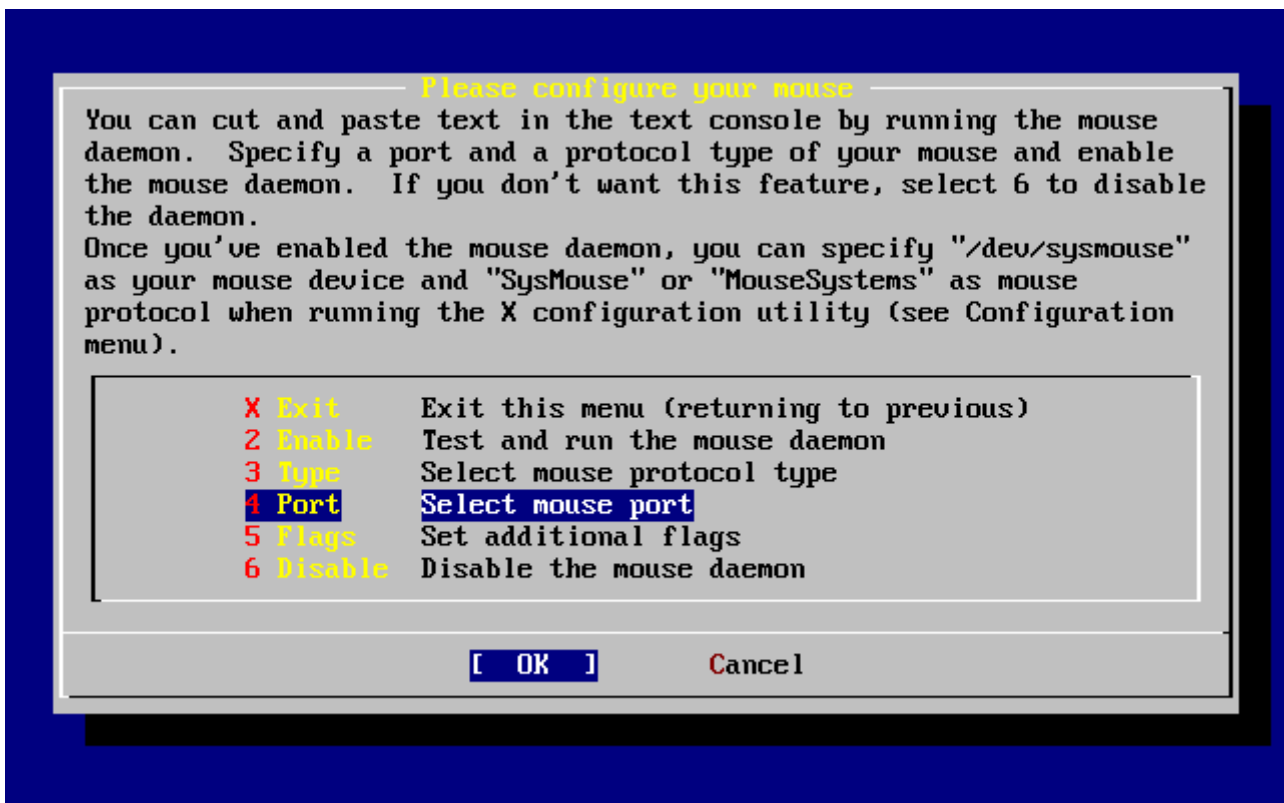 Please configure your mouse
You can cut and paste text in the text console by running the mouse
daemon.  Specify a port and a protocol type of your mouse and enable
the mouse daemon.  If you don't want this feature, select 6 to disable
the daemon.
Once you've enabled the mouse daemon, you can specify "/dev/sysmouse"
as your mouse device and "SysMouse" or "MouseSystems" as mouse
protocol when running the X configuration utility (see Configuration
menu).
X Exit     Exit this menu (returning to previous)
2 Enable   Test and run the mouse daemon
3 Type     Select mouse protocol type
4 Port     Select mouse port
5 Flags    Set additional flags
6 Disable  Disable the mouse daemon
[  OK  ]       Cancel